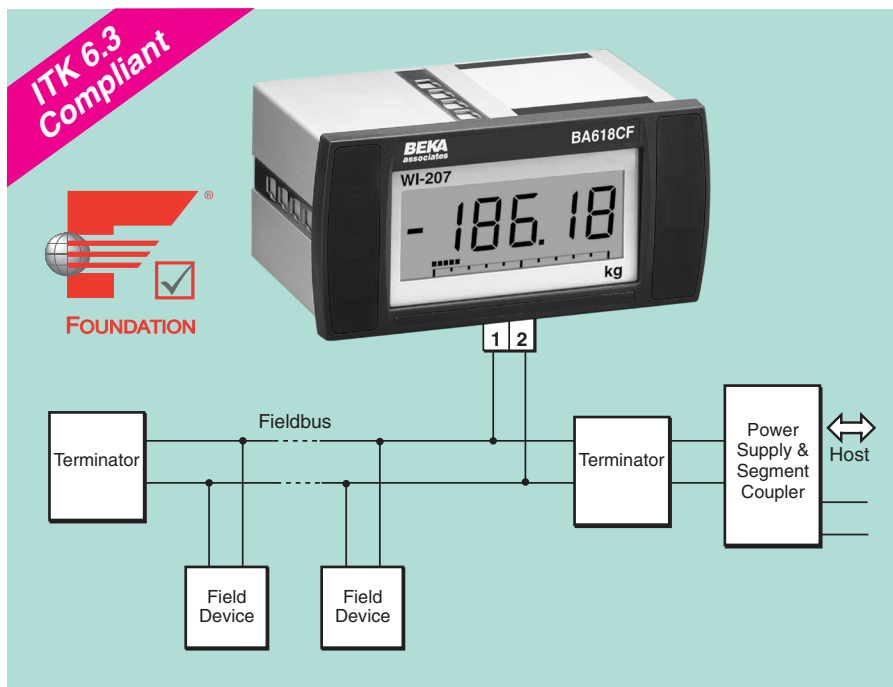 ITK 6.3
Compliant
BEKA
associates
BA618CF
WI-207
-186.18
kg
®
FOUNDATION
1 2
Fieldbus
Terminator
Terminator
Power
Supply &
Segment
Coupler
Host
Field
Device
Field
Device